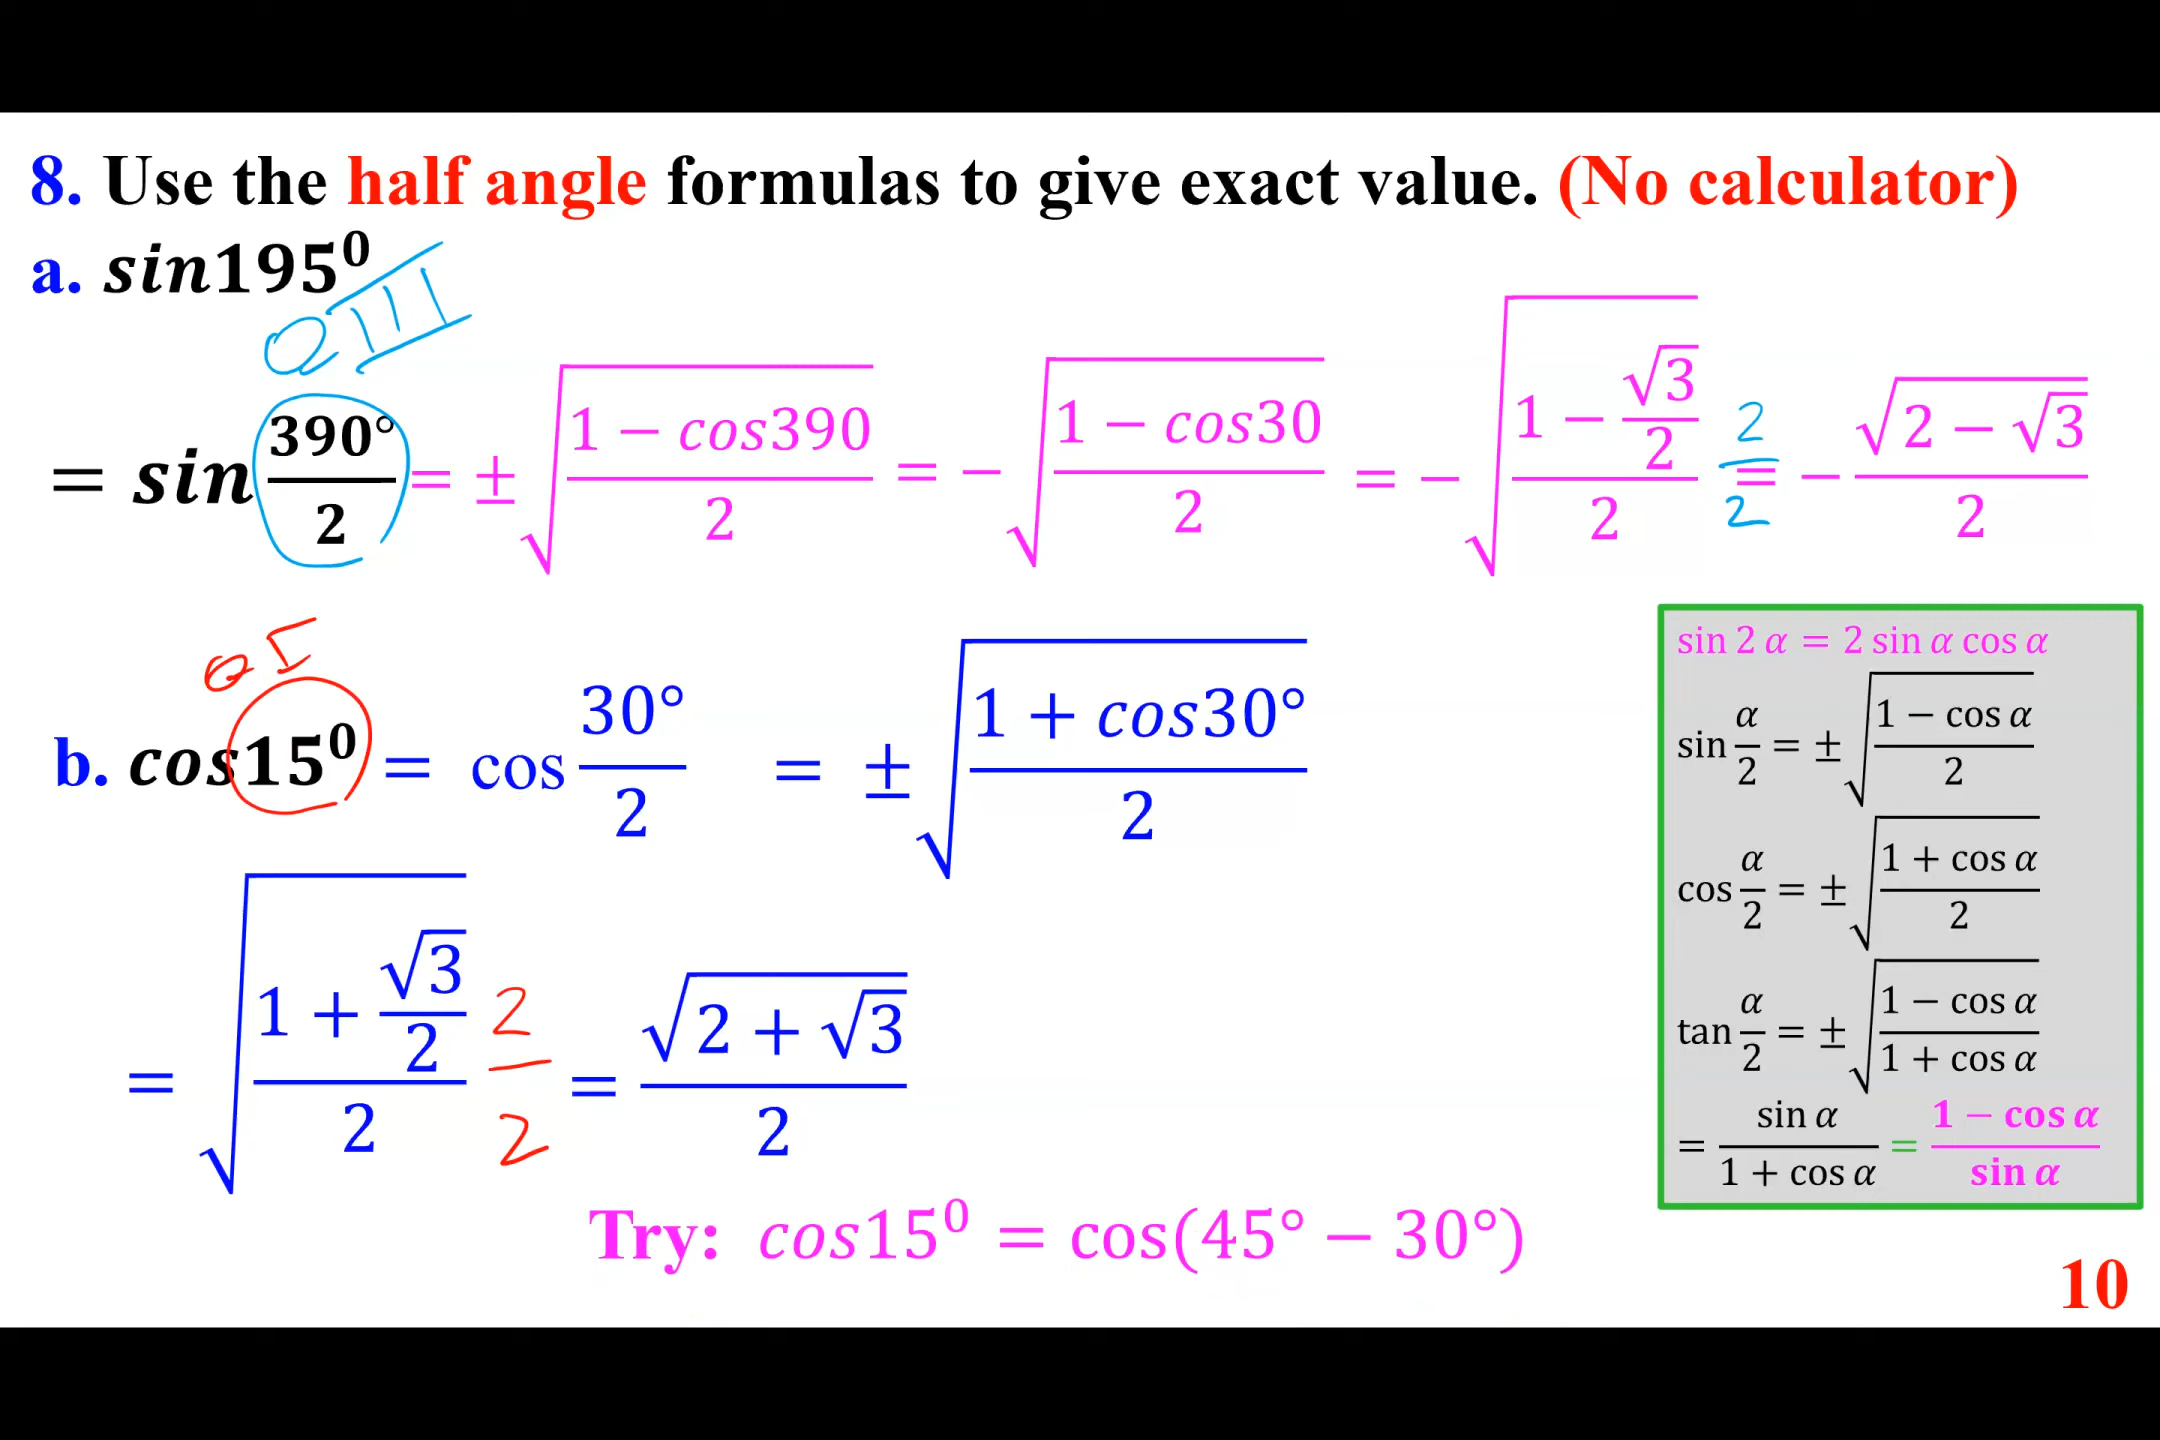 8. Use the half angle formulas to give exact value. (No calculator)
a. sin195⁰
QIII
= sin 390°/2 = ±√((1 − cos390)/2) = −√((1 − cos30)/2) = −√((1 − √3/2)/2) 2/2 = −√(2 − √3)/2
QI
b. cos15⁰ = cos 30°/2 = ±√((1 + cos30°)/2)
= √((1 + √3/2)/2) 2/2 = √(2 + √3)/2
Try: cos15⁰ = cos(45° − 30°)
sin 2 α = 2 sin α cos α
sin α/2 = ±√((1 − cos α)/2)
cos α/2 = ±√((1 + cos α)/2)
tan α/2 = ±√((1 − cos α)/(1 + cos α))
= sin α/(1 + cos α) = (1 − cos α)/sin α
10